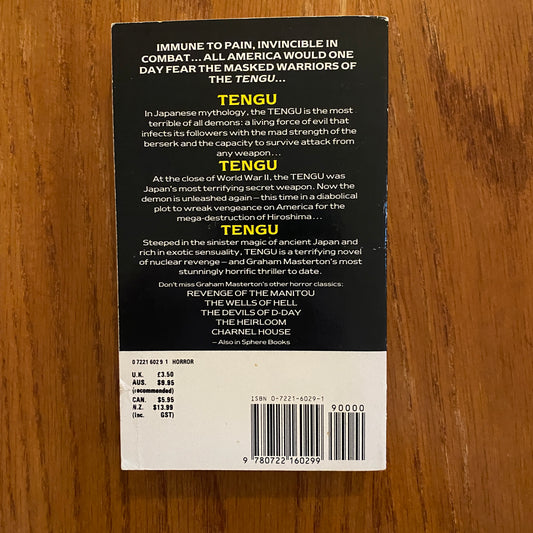 IMMUNE TO PAIN, INVINCIBLE IN
COMBAT... ALL AMERICA WOULD ONE
DAY FEAR THE MASKED WARRIORS OF
THE TENGU...
TENGU
In Japanese mythology, the TENGU is the most
terrible of all demons: a living force of evil that
infects its followers with the mad strength of the
berserk and the capacity to survive attack from
any weapon...
TENGU
At the close of World War II, the TENGU was
Japan's most terrifying secret weapon. Now the
demon is unleashed again – this time in a diabolical
plot to wreak vengeance on America for the
mega-destruction of Hiroshima...
TENGU
Steeped in the sinister magic of ancient Japan and
rich in exotic sensuality, TENGU is a terrifying novel
of nuclear revenge – and Graham Masterton's most
stunningly horrific thriller to date.
Don't miss Graham Masterton's other horror classics:
REVENGE OF THE MANITOU
THE WELLS OF HELL
THE DEVILS OF D-DAY
THE HEIRLOOM
CHARNEL HOUSE
– Also in Sphere Books
0 7221 6029 1 HORROR
U.K. £3.50
AUS. $9.95
(recommended)
CAN. $5.95
N.Z. $13.99
(inc. GST)
ISBN 0-7221-6029-1
90000
9 780722 160299